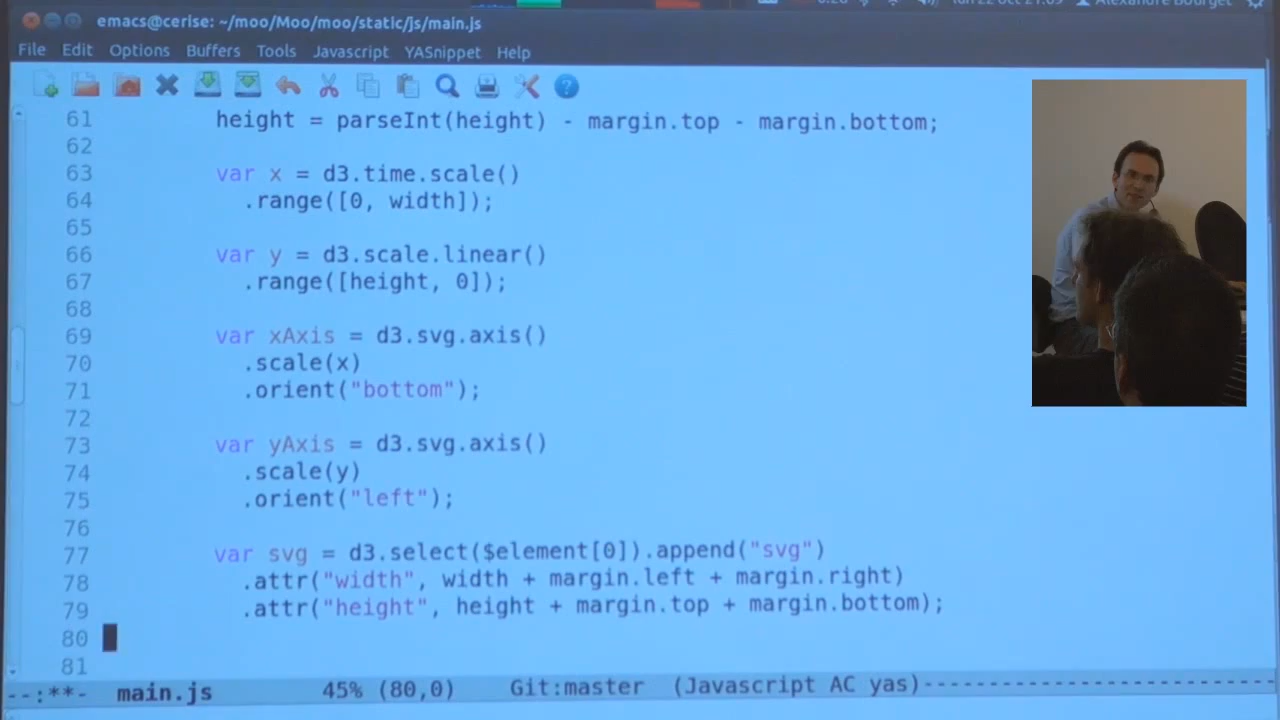 emacs@cerise: ~/moo/Moo/moo/static/js/main.js
File Edit Options Buffers Tools Javascript YASnippet Help
61 height = parseInt(height) - margin.top - margin.bottom;
62
63 var x = d3.time.scale()
64 .range([0, width]);
65
66 var y = d3.scale.linear()
67 .range([height, 0]);
68
69 var xAxis = d3.svg.axis()
70 .scale(x)
71 .orient("bottom");
72
73 var yAxis = d3.svg.axis()
74 .scale(y)
75 .orient("left");
76
77 var svg = d3.select($element[0]).append("svg")
78 .attr("width", width + margin.left + margin.right)
79 .attr("height", height + margin.top + margin.bottom);
80
81
--:**- main.js 45% (80,0) Git:master (Javascript AC yas)